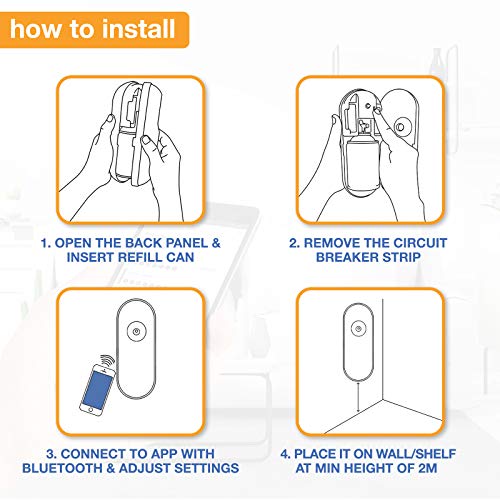 how to install
1. OPEN THE BACK PANEL &
INSERT REFILL CAN
2. REMOVE THE CIRCUIT
BREAKER STRIP
3. CONNECT TO APP WITH
BLUETOOTH & ADJUST SETTINGS
4. PLACE IT ON WALL/SHELF
AT MIN HEIGHT OF 2M